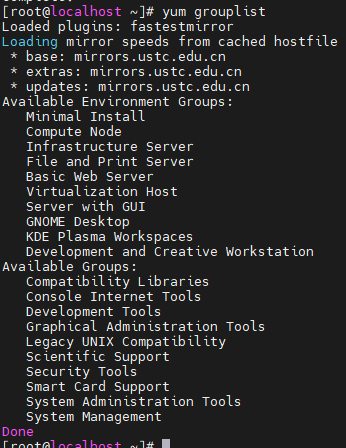 [root@localhost ~]# yum grouplist
Loaded plugins: fastestmirror
Loading mirror speeds from cached hostfile
 * base: mirrors.ustc.edu.cn
 * extras: mirrors.ustc.edu.cn
 * updates: mirrors.ustc.edu.cn
Available Environment Groups:
   Minimal Install
   Compute Node
   Infrastructure Server
   File and Print Server
   Basic Web Server
   Virtualization Host
   Server with GUI
   GNOME Desktop
   KDE Plasma Workspaces
   Development and Creative Workstation
Available Groups:
   Compatibility Libraries
   Console Internet Tools
   Development Tools
   Graphical Administration Tools
   Legacy UNIX Compatibility
   Scientific Support
   Security Tools
   Smart Card Support
   System Administration Tools
   System Management
Done
[root@localhost ~]#